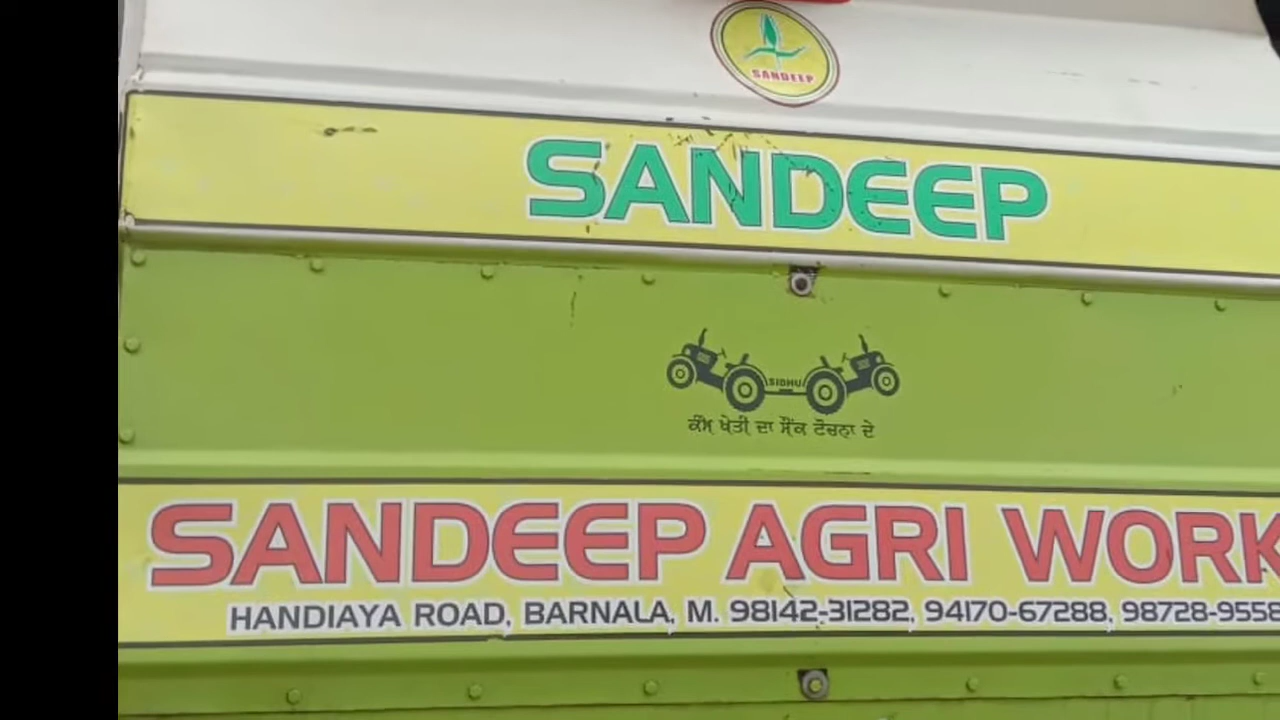 SANDEEP
SANDEEP
SIDHU
ਕੰਮ ਖੇਤੀ ਦਾ ਸ਼ੌਂਕ ਟੋਚਨਾ ਦੇ
SANDEEP AGRI WORK
HANDIAYA ROAD, BARNALA, M. 98142-31282, 94170-67288, 98728-9558